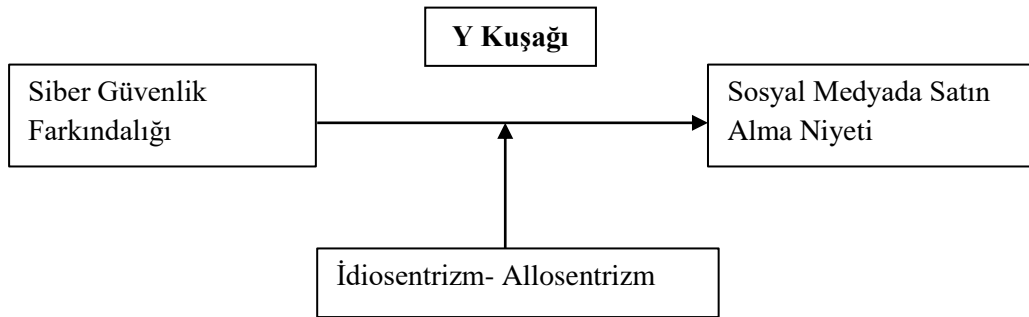 Y Kuşağı
Siber Güvenlik
Farkındalığı
Sosyal Medyada Satın
Alma Niyeti
İdiosentrizm- Allosentrizm